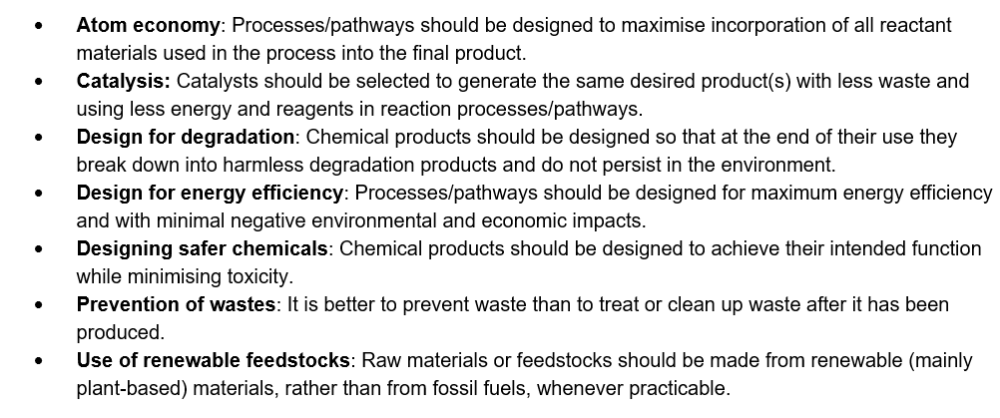 • Atom economy: Processes/pathways should be designed to maximise incorporation of all reactant
materials used in the process into the final product.
• Catalysis: Catalysts should be selected to generate the same desired product(s) with less waste and
using less energy and reagents in reaction processes/pathways.
• Design for degradation: Chemical products should be designed so that at the end of their use they
break down into harmless degradation products and do not persist in the environment.
• Design for energy efficiency: Processes/pathways should be designed for maximum energy efficiency
and with minimal negative environmental and economic impacts.
• Designing safer chemicals: Chemical products should be designed to achieve their intended function
while minimising toxicity.
• Prevention of wastes: It is better to prevent waste than to treat or clean up waste after it has been
produced.
• Use of renewable feedstocks: Raw materials or feedstocks should be made from renewable (mainly
plant-based) materials, rather than from fossil fuels, whenever practicable.